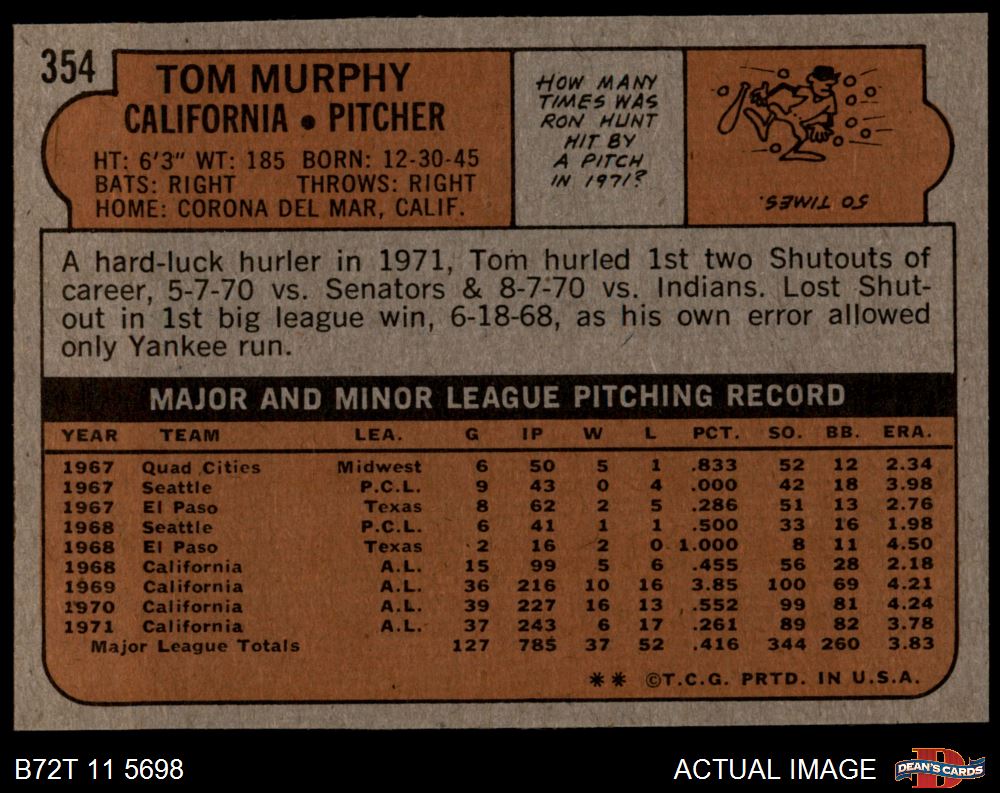 354
TOM MURPHY
CALIFORNIA • PITCHER
HT: 6'3" WT: 185 BORN: 12-30-45
BATS: RIGHT THROWS: RIGHT
HOME: CORONA DEL MAR, CALIF.
HOW MANY
TIMES WAS
RON HUNT
HIT BY
A PITCH
IN 1971?
50 TIMES.
A hard-luck hurler in 1971, Tom hurled 1st two Shutouts of
career, 5-7-70 vs. Senators & 8-7-70 vs. Indians. Lost Shut-
out in 1st big league win, 6-18-68, as his own error allowed
only Yankee run.
MAJOR AND MINOR LEAGUE PITCHING RECORD
YEAR TEAM LEA. G IP W L PCT. SO. BB. ERA.
1967 Quad Cities Midwest 6 50 5 1 .833 52 12 2.34
1967 Seattle P.C.L. 9 43 0 4 .000 42 18 3.98
1967 El Paso Texas 8 62 2 5 .286 51 13 2.76
1968 Seattle P.C.L. 6 41 1 1 .500 33 16 1.98
1968 El Paso Texas 2 16 2 0 1.000 8 11 4.50
1968 California A.L. 15 99 5 6 .455 56 28 2.18
1969 California A.L. 36 216 10 16 3.85 100 69 4.21
1970 California A.L. 39 227 16 13 .552 99 81 4.24
1971 California A.L. 37 243 6 17 .261 89 82 3.78
Major League Totals 127 785 37 52 .416 344 260 3.83
** ©T.C.G. PRTD. IN U.S.A.
B72T 11 5698
ACTUAL IMAGE
DEAN'S CARDS